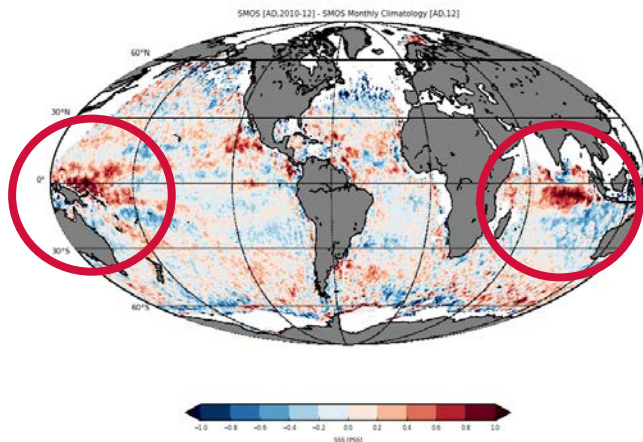 SMOS [AD,2010-12] - SMOS Monthly Climatology [AD,12]
60°N
30°N
0°
30°S
60°S
−1.0 −0.8 −0.6 −0.4 −0.2 0.0 0.2 0.4 0.6 0.8 1.0
SSS [PSS]